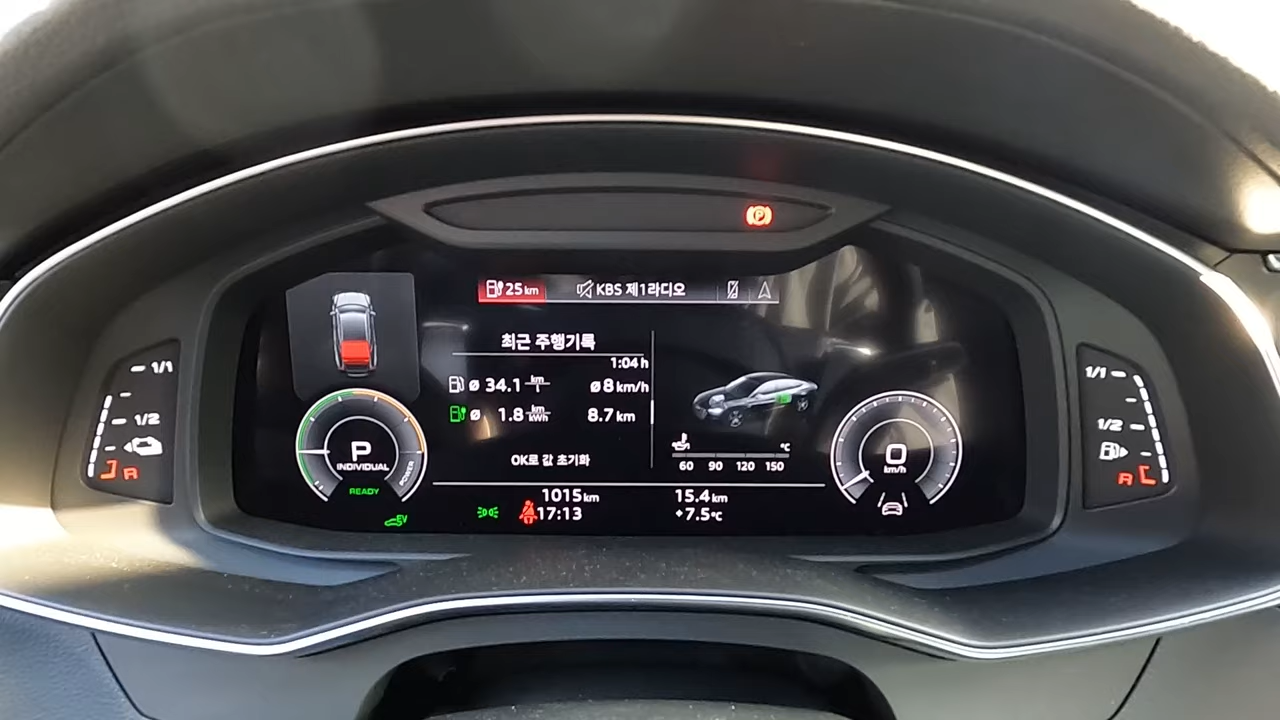 P
25 km KBS 제1라디오
최근 주행기록
1:04 h
ø 34.1 km/l ø 8 km/h
ø 1.8 km/kWh 8.7 km
OK로 값 초기화
°C
60 90 120 150
1015 km 15.4 km
17:13 +7.5 °C
1/1
1/2
R
P
INDIVIDUAL
READY
POWER
EV
0
km/h
1/1
1/2
R